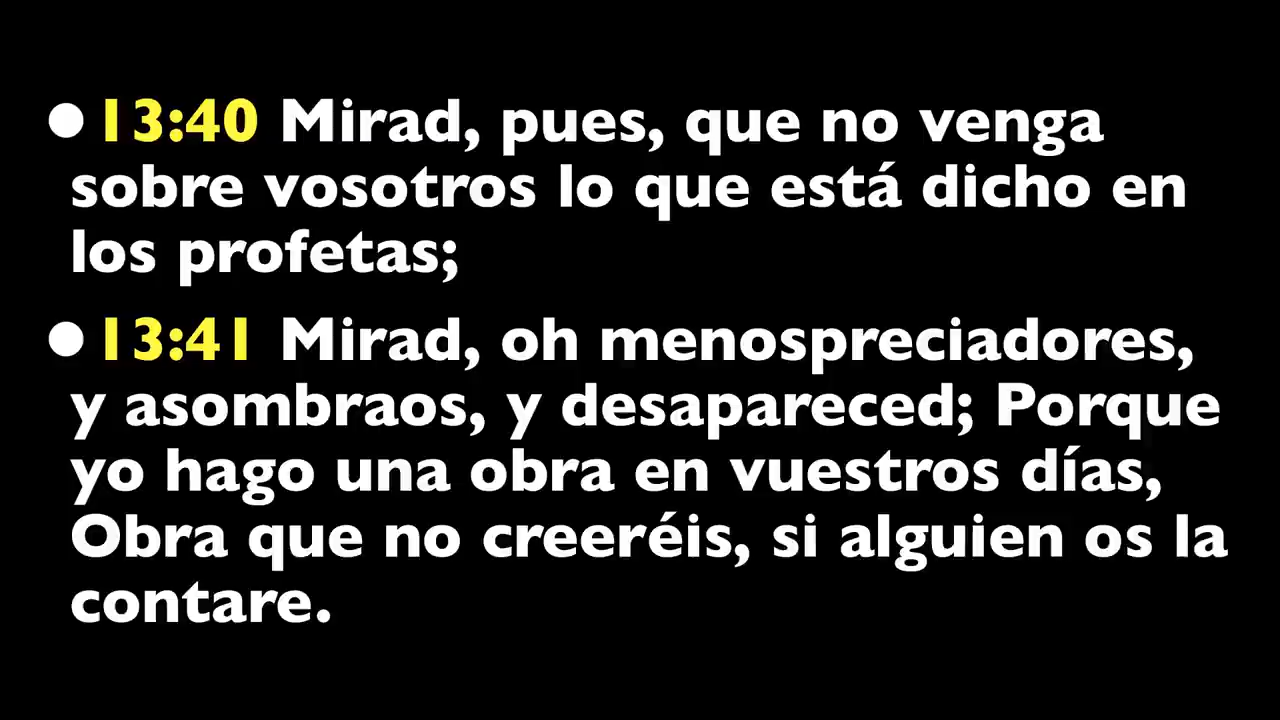 ●13:40 Mirad, pues, que no venga
sobre vosotros lo que está dicho en
los profetas;
●13:41 Mirad, oh menospreciadores,
y asombraos, y desapareced; Porque
yo hago una obra en vuestros días,
Obra que no creeréis, si alguien os la
contare.